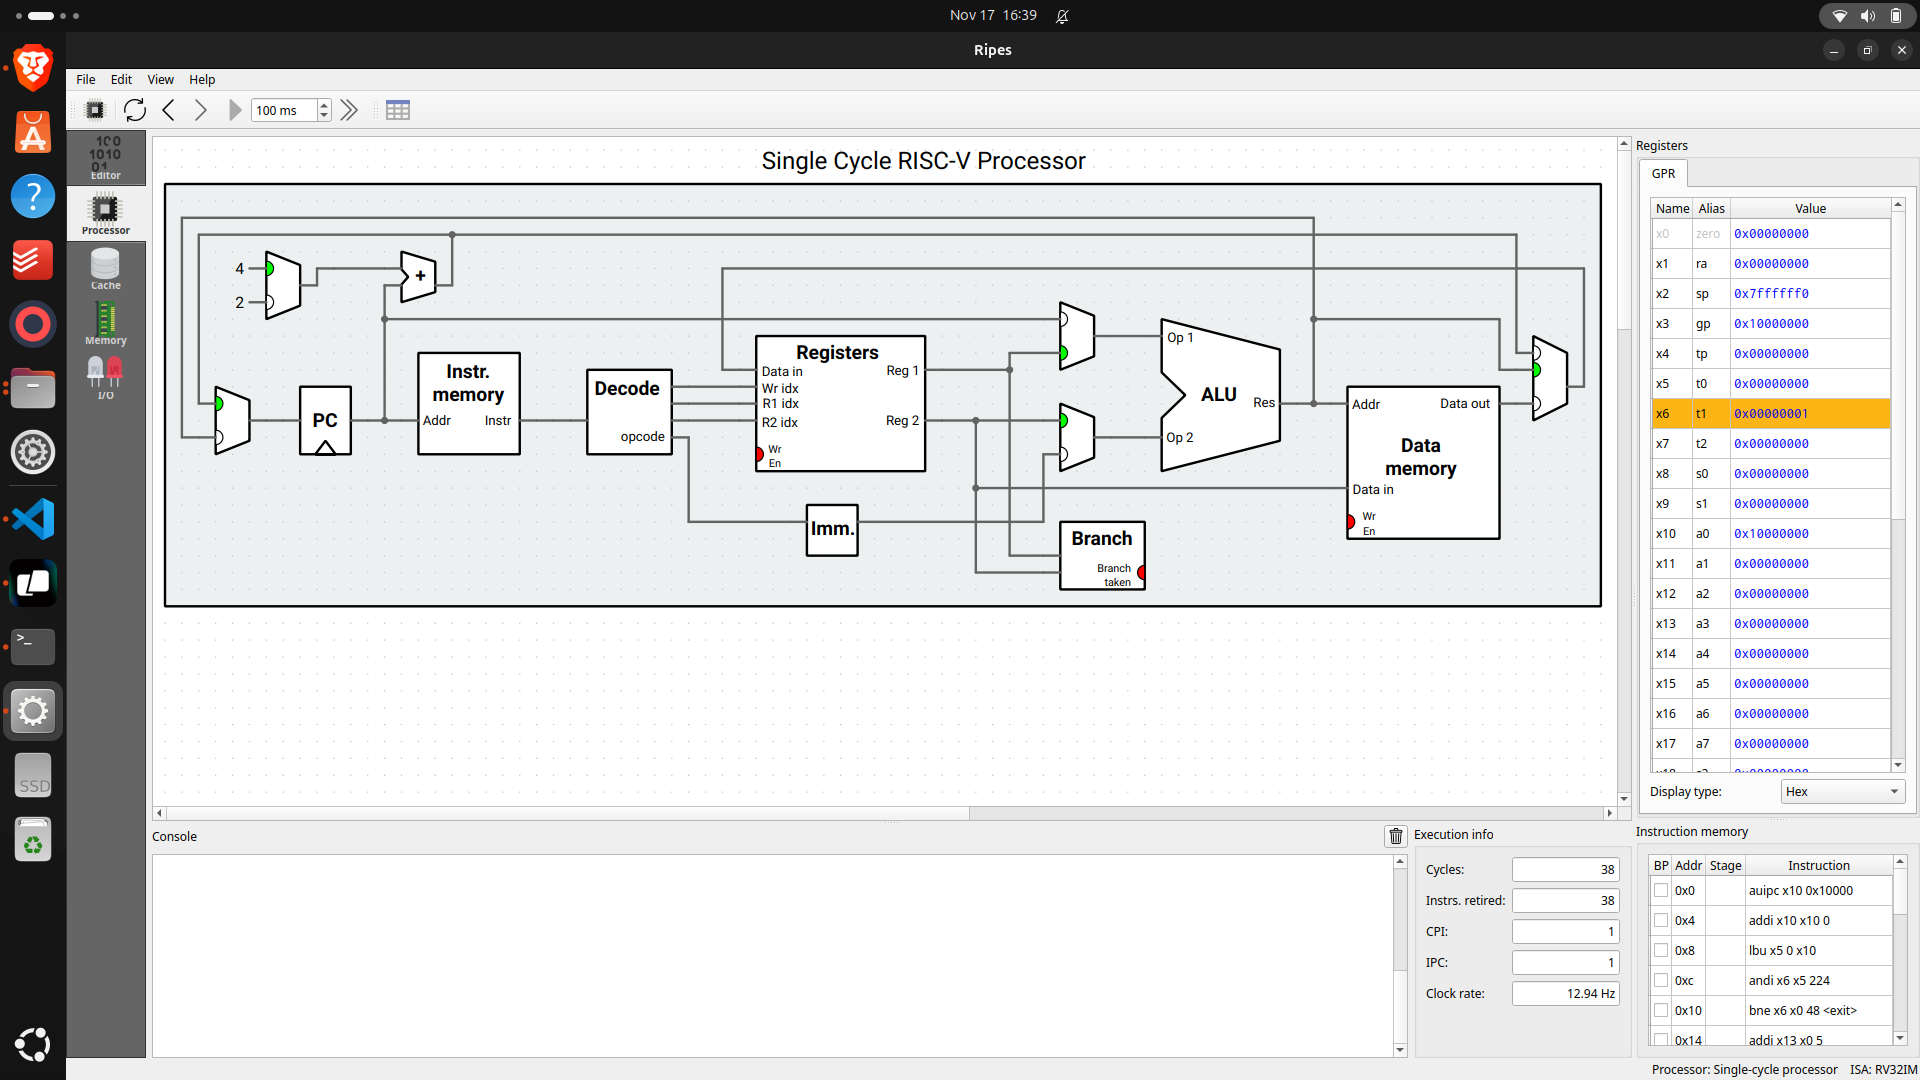 Nov 17 16:39
Ripes
File Edit View Help
100 ms
Editor
Processor
Cache
Memory
I/O
Single Cycle RISC-V Processor
4
2
+
PC
Instr.
memory
Addr Instr
Decode
opcode
Registers
Data in Reg 1
Wr idx
R1 idx
R2 idx Reg 2
Wr
En
Imm.
Op 1
ALU
Res
Op 2
Branch
Branch
taken
Addr Data out
Data
memory
Data in
Wr
En
Registers
GPR
Name Alias Value
x0 zero 0x00000000
x1 ra 0x00000000
x2 sp 0x7ffffff0
x3 gp 0x10000000
x4 tp 0x00000000
x5 t0 0x00000000
x6 t1 0x00000001
x7 t2 0x00000000
x8 s0 0x00000000
x9 s1 0x00000000
x10 a0 0x10000000
x11 a1 0x00000000
x12 a2 0x00000000
x13 a3 0x00000000
x14 a4 0x00000000
x15 a5 0x00000000
x16 a6 0x00000000
x17 a7 0x00000000
Display type: Hex
Console
Execution info
Cycles: 38
Instrs. retired: 38
CPI: 1
IPC: 1
Clock rate: 12.94 Hz
Instruction memory
BP Addr Stage Instruction
0x0 auipc x10 0x10000
0x4 addi x10 x10 0
0x8 lbu x5 0 x10
0xc andi x6 x5 224
0x10 bne x6 x0 48 <exit>
0x14 addi x13 x0 5
Processor: Single-cycle processor ISA: RV32IM
SSD